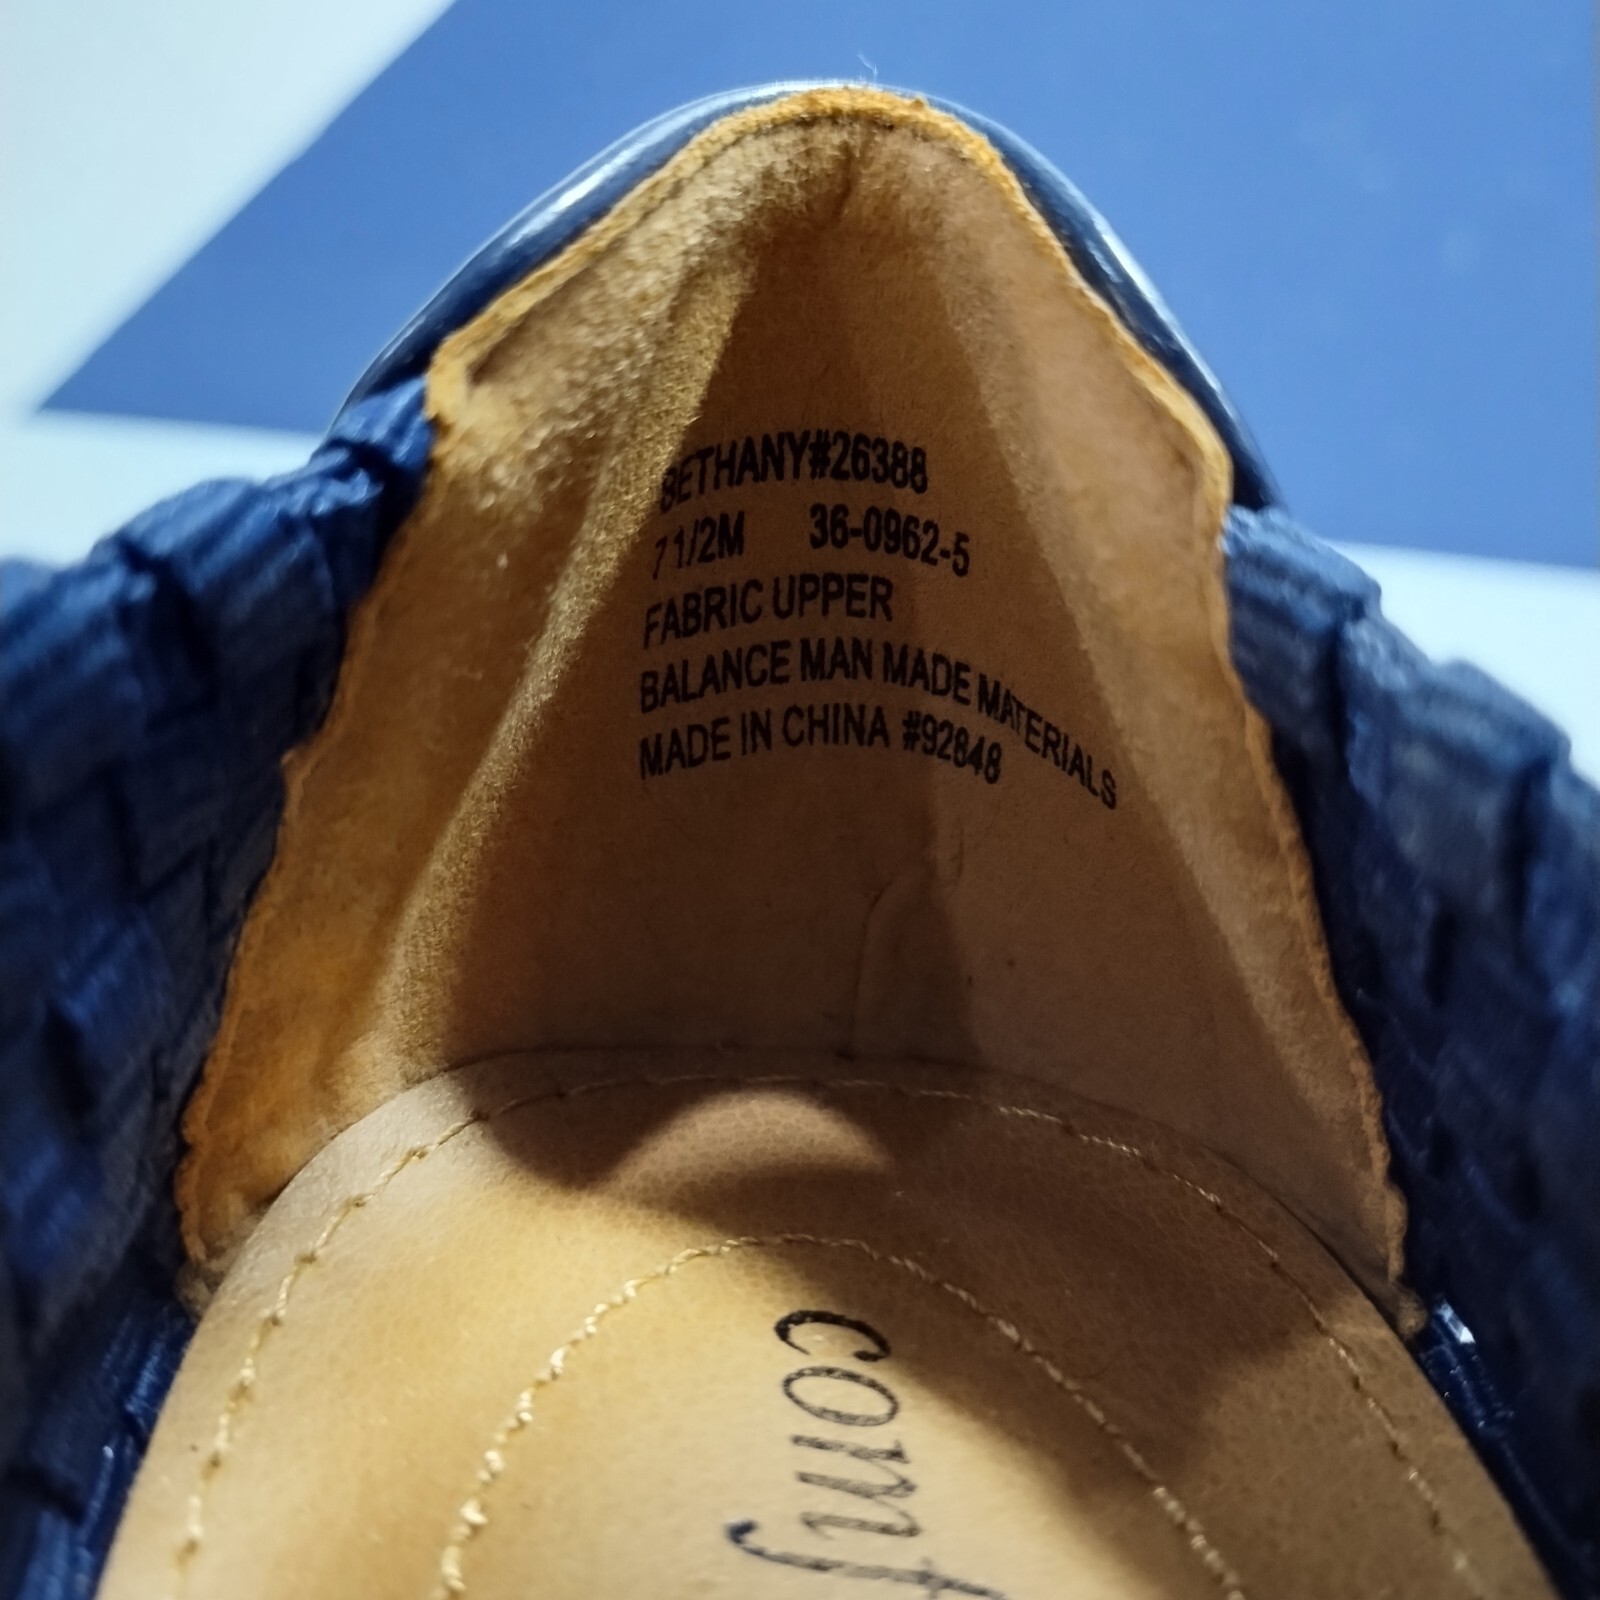 BETHANY#26388
7 1/2M 36-0962-5
FABRIC UPPER
BALANCE MAN MADE MATERIALS
MADE IN CHINA #92848
comf